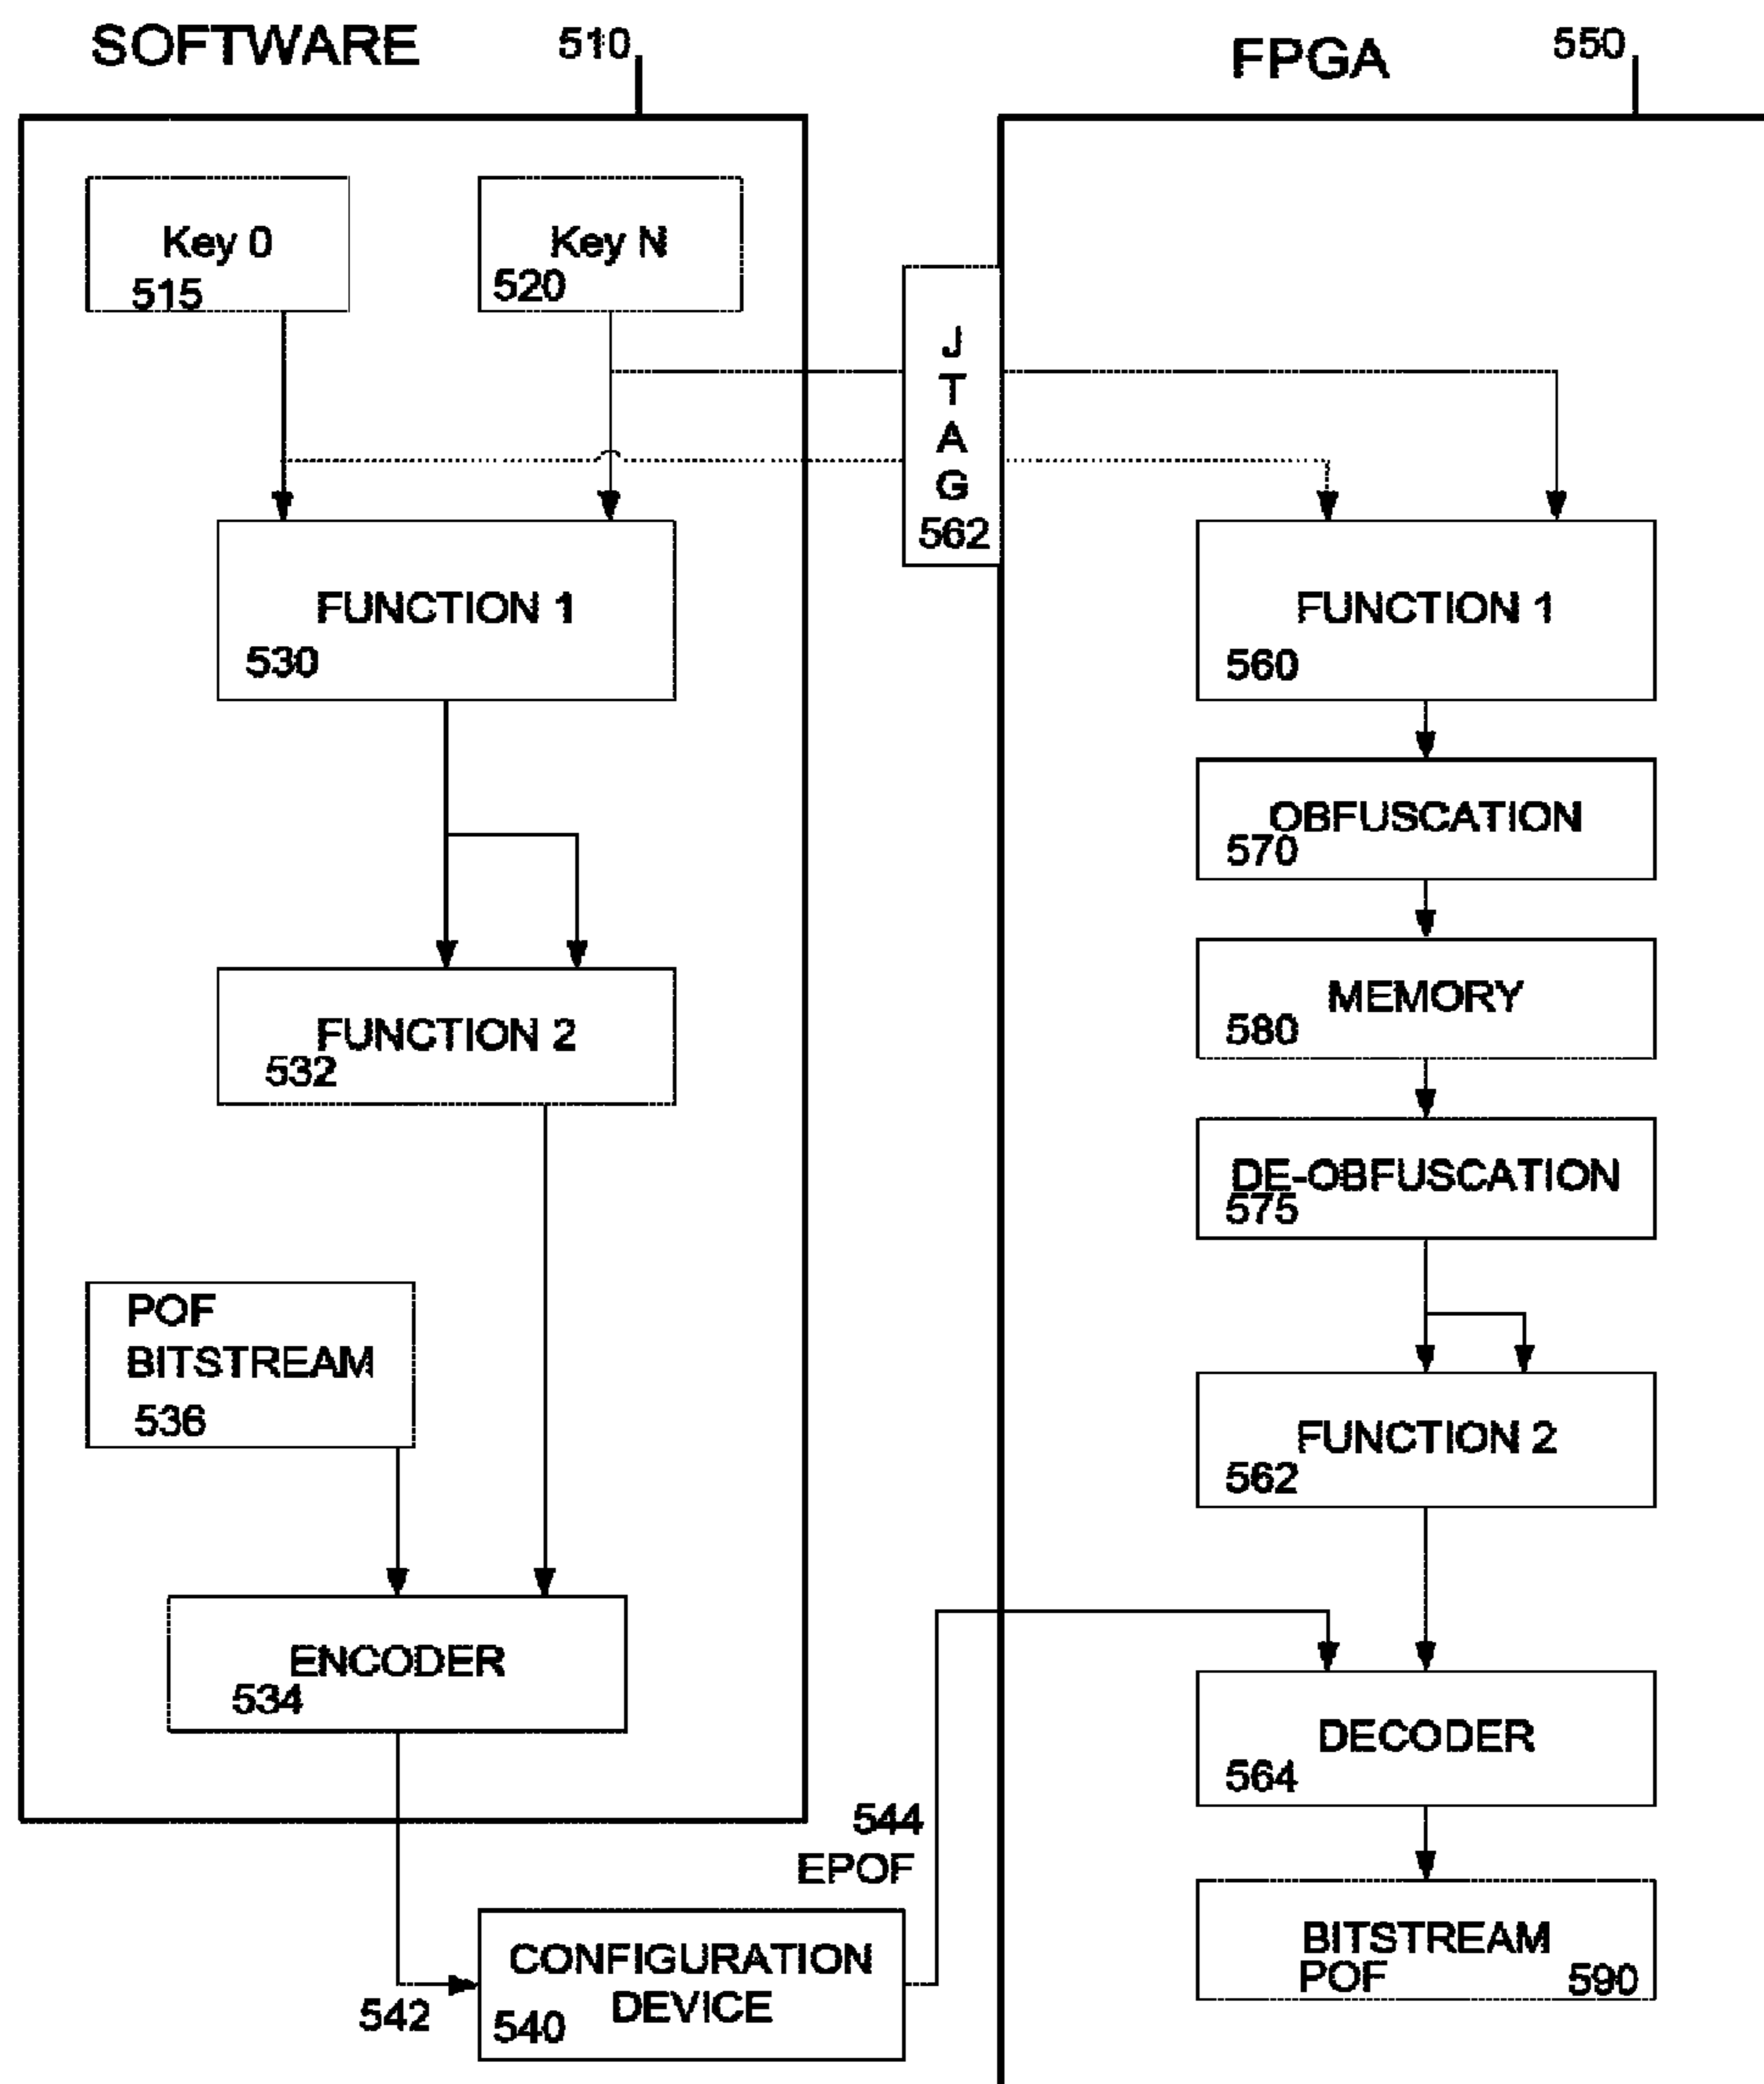 SOFTWARE
510
Key 0
515
Key N
520
FUNCTION 1
530
FUNCTION 2
532
POF
BITSTREAM
536
ENCODER
534
542
CONFIGURATION
DEVICE
540
544
EPOF
J
T
A
G
562
FPGA
550
FUNCTION 1
560
OBFUSCATION
570
MEMORY
580
DE-OBFUSCATION
575
FUNCTION 2
562
DECODER
564
BITSTREAM
POF
590